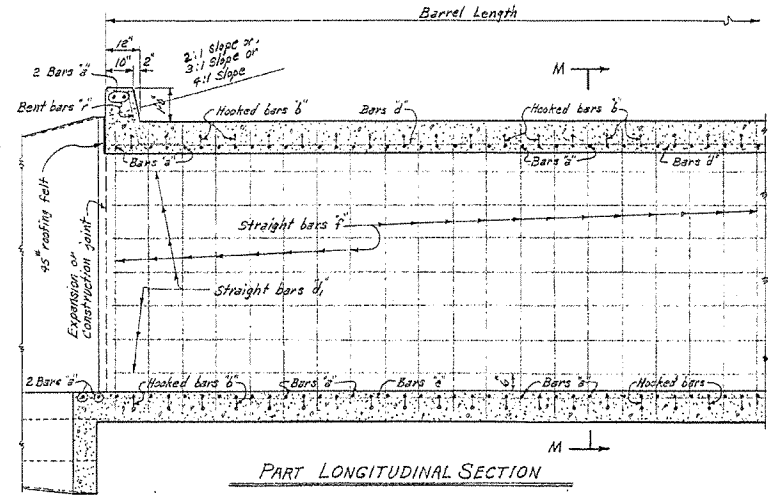 Barrel Length
12"
10"
2"
2:1 Slope or
3:1 Slope or
4:1 Slope
2 Bars "a"
Bent bars "r"
M
Hooked bars "b"
Bars "d"
Hooked bars "b"
Bars "a"
Bars "a"
Bars "d"
45# roofing felt
Expansion or
Construction joint
Straight bars "f"
Straight bars "d1"
2 Bars "a"
Hooked bars "b"
Bars "a"
Bars "e"
6"
Bars "a"
Hooked bars
M
PART LONGITUDINAL SECTION